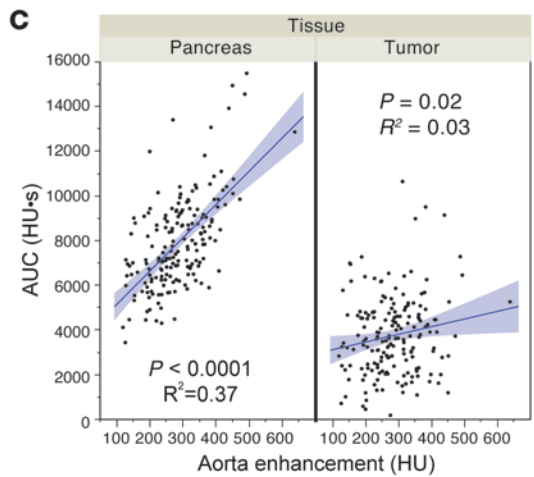 C
Tissue
Pancreas Tumor
AUC (HU•s)
16000
14000
12000
10000
8000
6000
4000
2000
0
P < 0.0001
R²=0.37
P = 0.02
R² = 0.03
100 200 300 400 500 600 100 200 300 400 500 600
Aorta enhancement (HU)